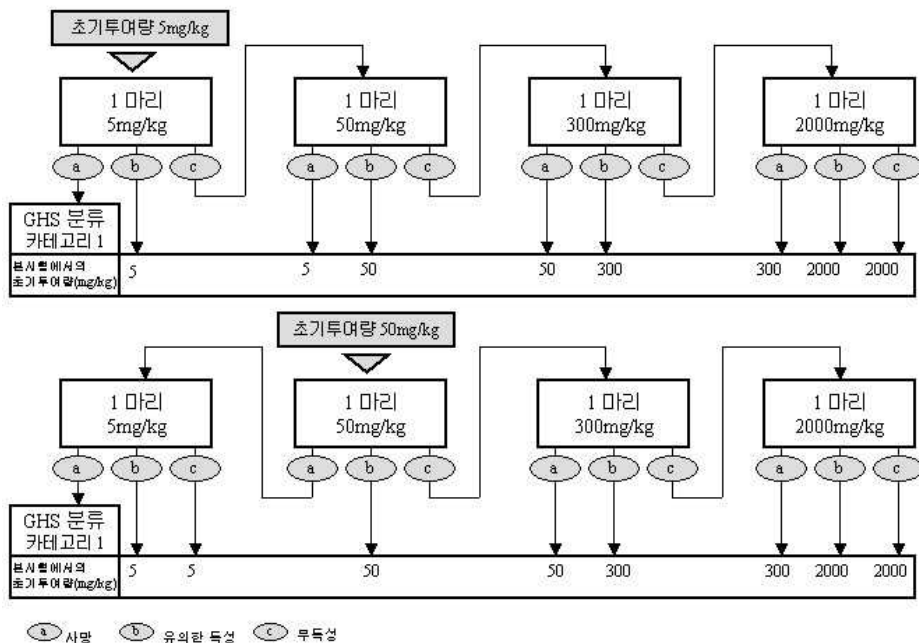 초기투여량 5mg/kg
1 마리
5mg/kg
1 마리
50mg/kg
1 마리
300mg/kg
1 마리
2000mg/kg
a b c a b c a b c a b c
GHS 분류
카테고리 1
본시험에서의
초기투여량(mg/kg)
5 5 50 50 300 300 2000 2000
초기투여량 50mg/kg
1 마리
5mg/kg
1 마리
50mg/kg
1 마리
300mg/kg
1 마리
2000mg/kg
a b c a b c a b c a b c
GHS 분류
카테고리 1
본시험에서의
초기투여량(mg/kg)
5 5 50 50 300 300 2000 2000
a 사망 b 유의한 독성 c 무독성